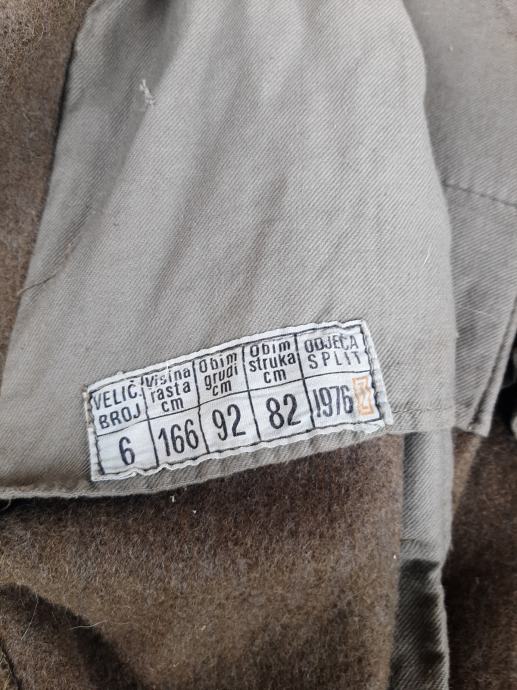 VELIČ. BROJ
6
Visina rasta cm
166
Obim grudi cm
92
Obim struka cm
82
ODJEĆA SPLIT
1976